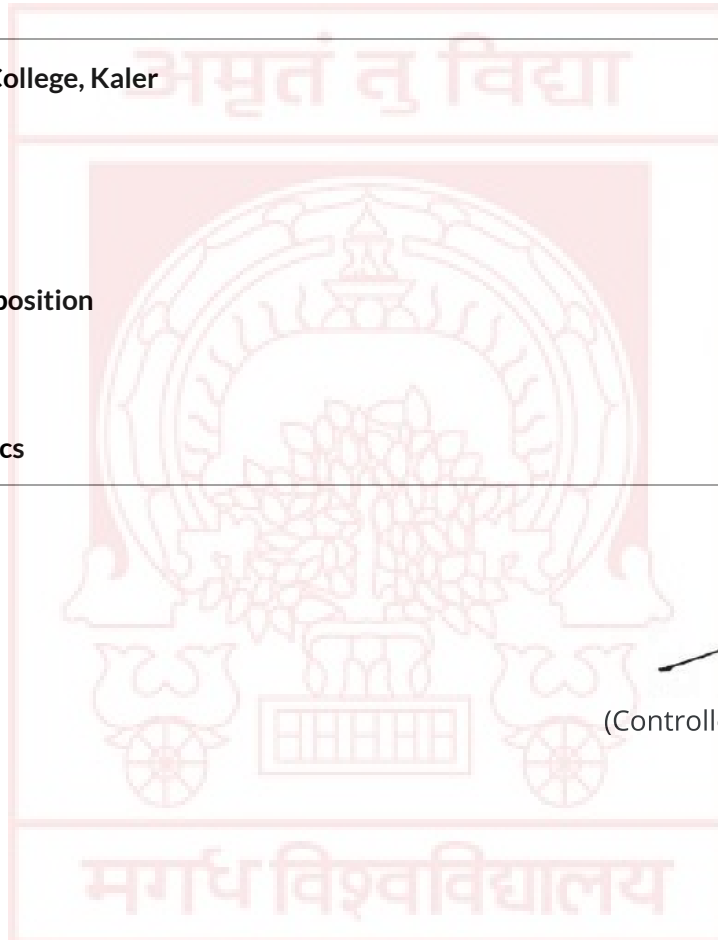 अमृतं तु विद्या
College, Kaler
position
cs
(Controll
मगध विश्वविद्यालय